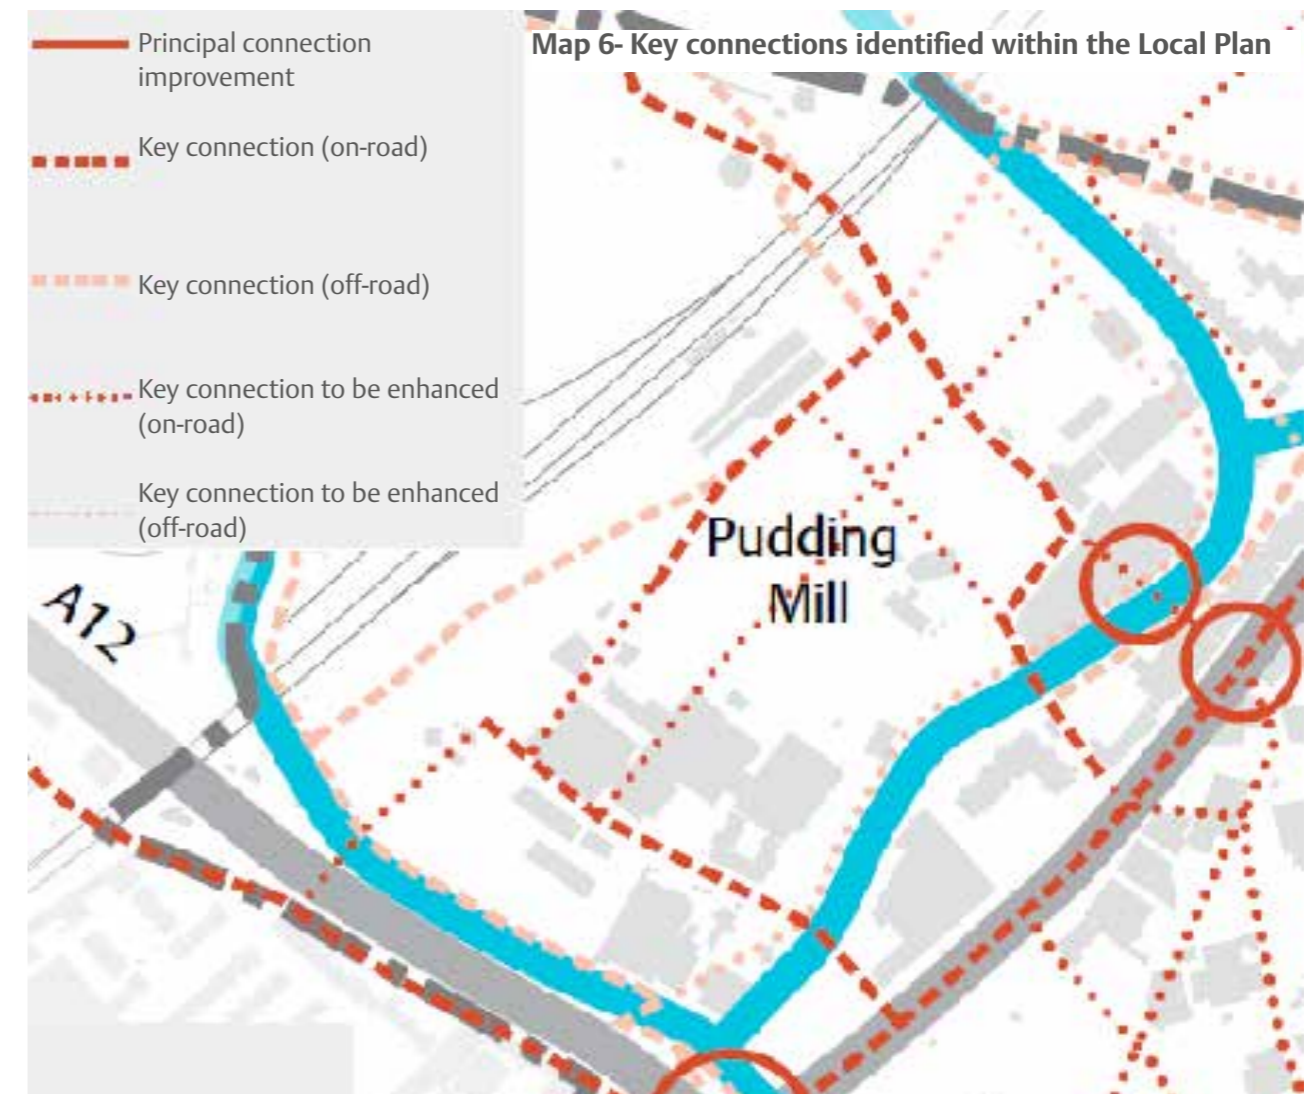 Map 6- Key connections identified within the Local Plan
Principal connection
improvement
Key connection (on-road)
Key connection (off-road)
Key connection to be enhanced
(on-road)
Key connection to be enhanced
(off-road)
Pudding
Mill
A12